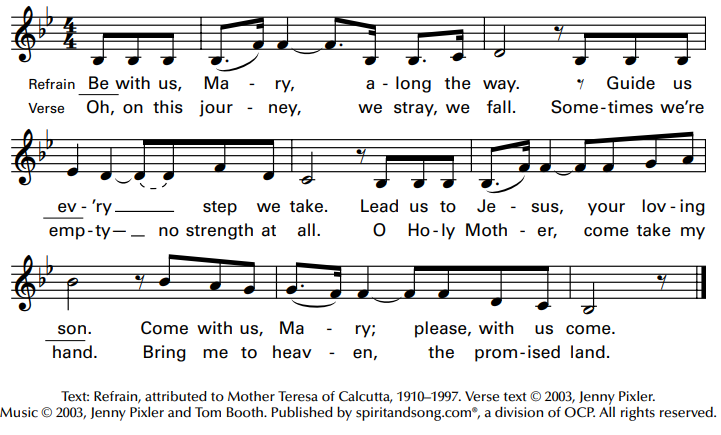 Refrain Be with us, Ma - ry, a - long the way. Guide us
Verse Oh, on this jour - ney, we stray, we fall. Some - times we're
ev - 'ry step we take. Lead us to Je - sus, your lov - ing
emp - ty — no strength at all. O Ho - ly Moth - er, come take my
son. Come with us, Ma - ry; please, with us come.
hand. Bring me to heav - en, the prom - ised land.
Text: Refrain, attributed to Mother Teresa of Calcutta, 1910–1997. Verse text © 2003, Jenny Pixler.
Music © 2003, Jenny Pixler and Tom Booth. Published by spiritandsong.com®, a division of OCP. All rights reserved.